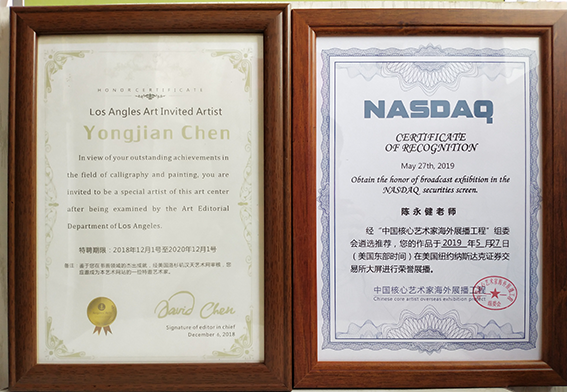 HONORCERTIFICATE
Los Angles Art Invited Artist
Yongjian Chen
In view of your outstanding achievements in
the field of calligraphy and painting, you are
invited to be a special artist of this art center
after being examined by the Art Editorial
Department of Los Angeles.
特聘期限：2018年12月1号至2020年12月1号
David Chen
Signature of editor in chief
December 6, 2018
NASDAQ
CERTIFICATE
OF RECOGNITION
May 27th, 2019
Obtain the honor of broadcast exhibition in the
NASDAQ securities screen.
陈永健老师
经“中国核心艺术家海外展播工程”组委
会遴选推荐，您的作品于2019年5月27日
（美国东部时间）在美国纽约纳斯达克证券交
易所大屏进行荣誉展播。
中国核心艺术家海外展播工程
Chinese core artist overseas exhibition project